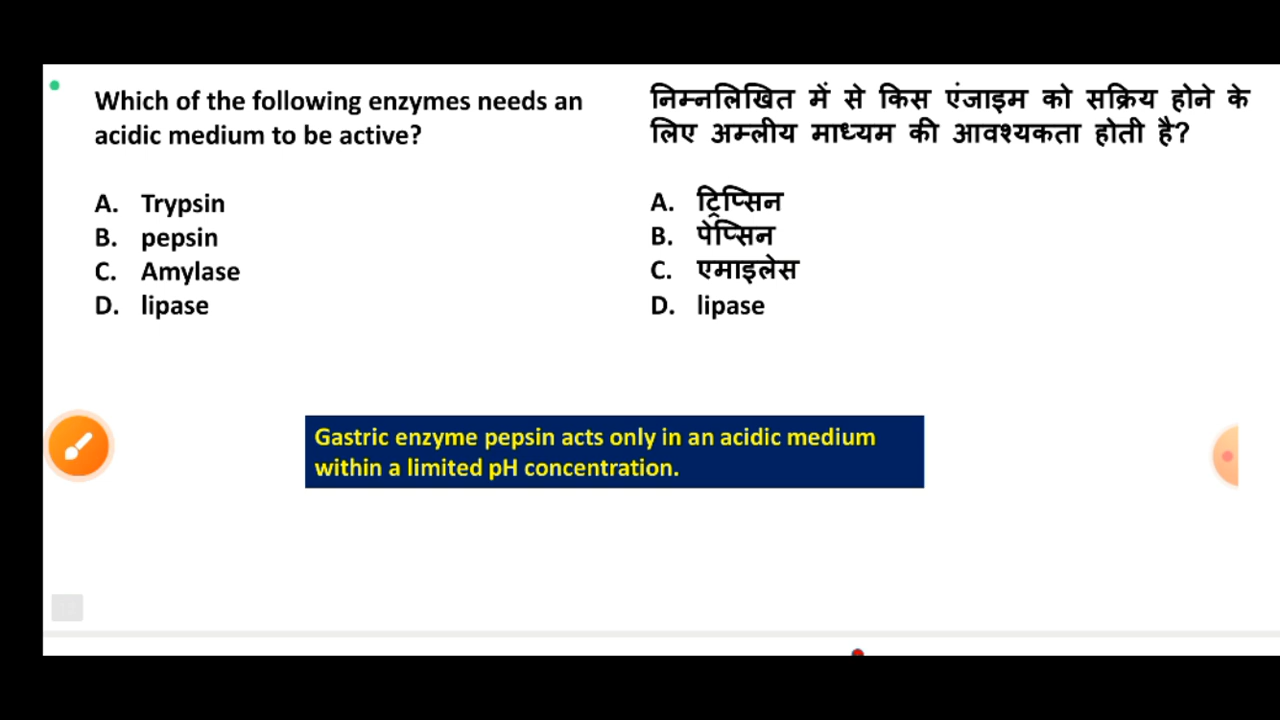 Which of the following enzymes needs an
acidic medium to be active?
A. Trypsin
B. pepsin
C. Amylase
D. lipase
निम्नलिखित में से किस एंजाइम को सक्रिय होने के
लिए अम्लीय माध्यम की आवश्यकता होती है?
A. ट्रिप्सिन
B. पेप्सिन
C. एमाइलेस
D. lipase
Gastric enzyme pepsin acts only in an acidic medium
within a limited pH concentration.